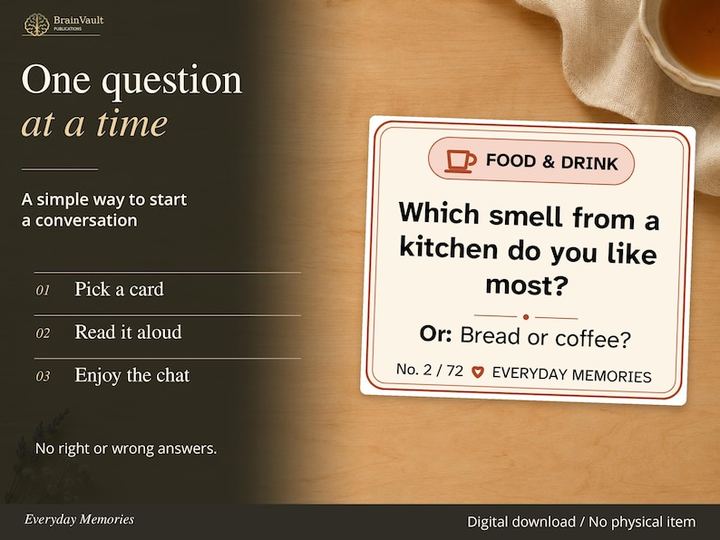 BrainVault
PUBLICATIONS
One question
at a time
A simple way to start
a conversation
01 Pick a card
02 Read it aloud
03 Enjoy the chat
No right or wrong answers.
FOOD & DRINK
Which smell from a
kitchen do you like
most?
Or: Bread or coffee?
No. 2 / 72 EVERYDAY MEMORIES
Everyday Memories
Digital download / No physical item